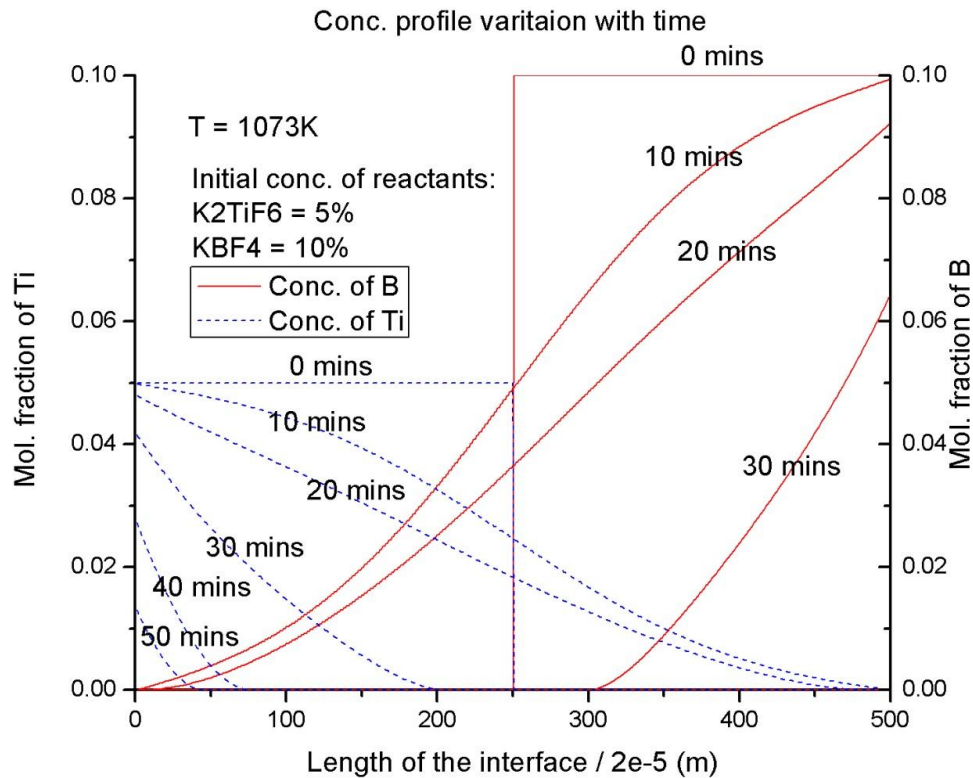 Conc. profile varitaion with time
0 mins
0.10
0.10
T = 1073K
10 mins
Initial conc. of reactants:
K2TiF6 = 5%
KBF4 = 10%
0.08
0.08
20 mins
Conc. of B
Conc. of Ti
0.06
0.06
0 mins
10 mins
0.04
0.04
30 mins
20 mins
30 mins
0.02
0.02
40 mins
50 mins
0.00
0.00
0
100
200
300
400
500
Mol. fraction of Ti
Mol. fraction of B
Length of the interface / 2e-5 (m)